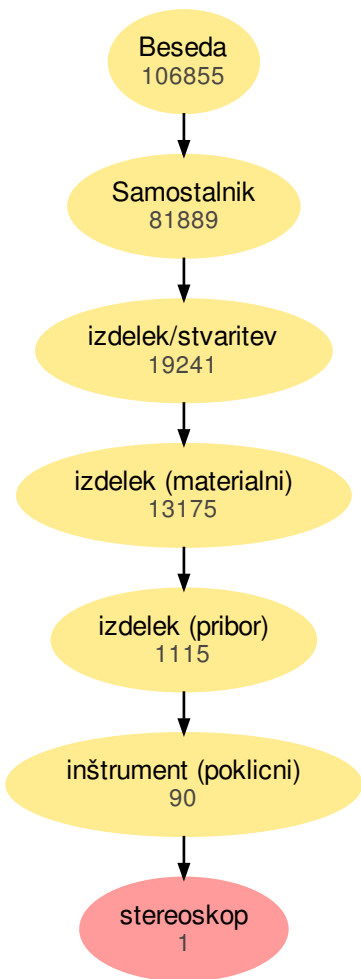 Beseda
106855
Samostalnik
81889
izdelek/stvaritev
19241
izdelek (materialni)
13175
izdelek (pribor)
1115
inštrument (poklicni)
90
stereoskop
1